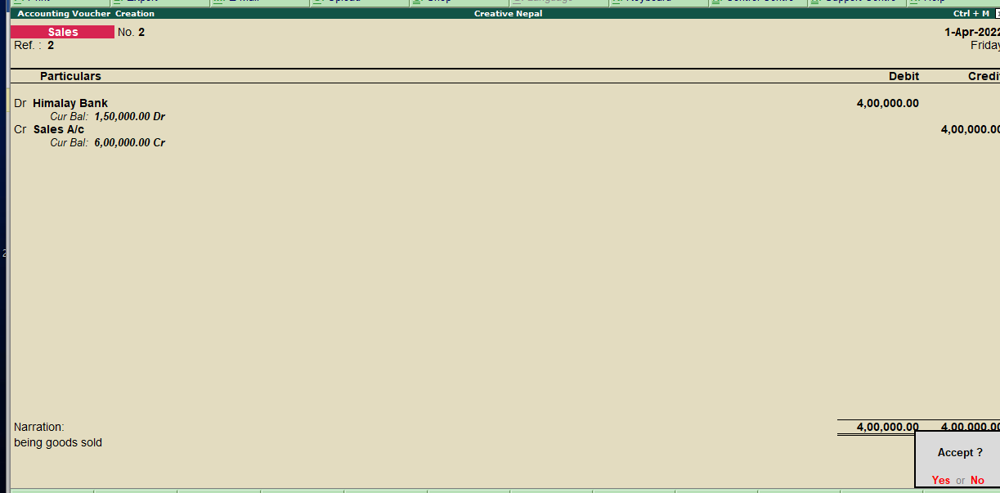 Accounting Voucher Creation Creative Nepal Ctrl + M
Sales No. 2 1-Apr-2022
Ref. : 2 Friday
Particulars Debit Credi
Dr Himalay Bank 4,00,000.00
Cur Bal: 1,50,000.00 Dr
Cr Sales A/c 4,00,000.00
Cur Bal: 6,00,000.00 Cr
Narration: 4,00,000.00 4,00,000.00
being goods sold
Accept ?
Yes or No